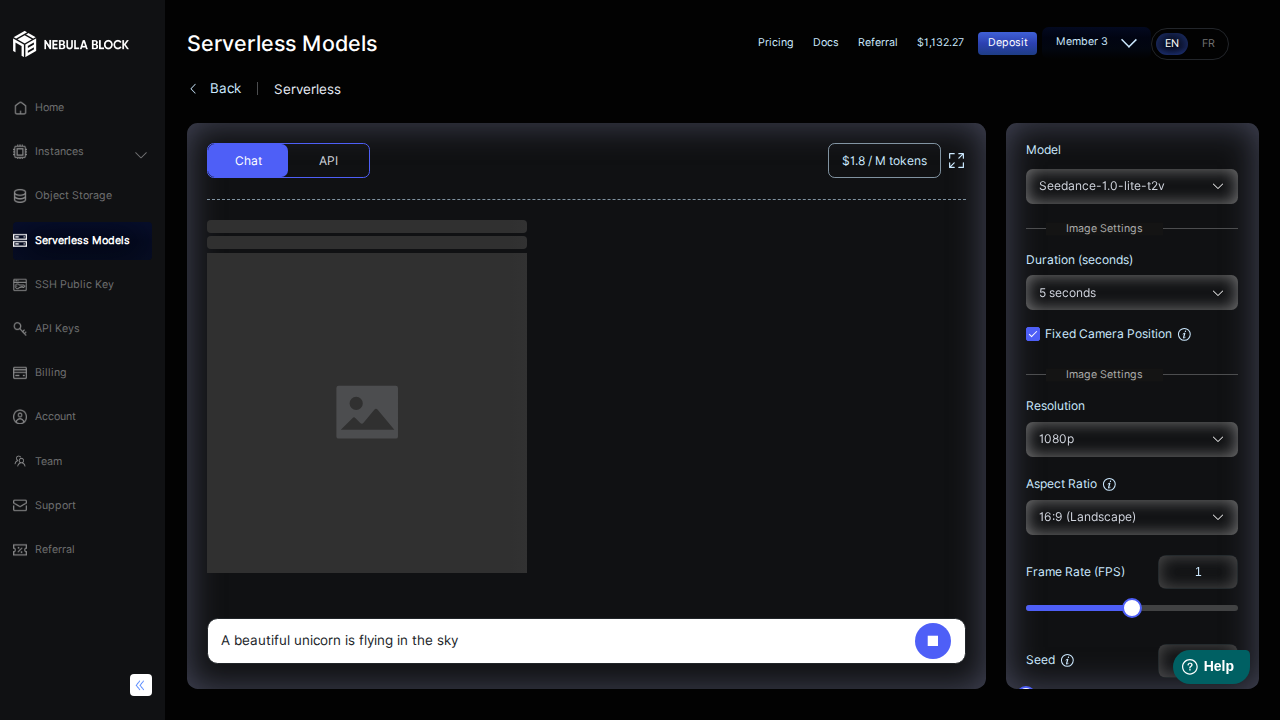 NEBULA BLOCK
Home
Instances
Object Storage
Serverless Models
SSH Public Key
API Keys
Billing
Account
Team
Support
Referral
Serverless Models
Pricing
Docs
Referral
$1,132.27
Deposit
Member 3
EN
FR
Back
Serverless
Chat
API
$1.8 / M tokens
A beautiful unicorn is flying in the sky
Model
Seedance-1.0-lite-t2v
Image Settings
Duration (seconds)
5 seconds
Fixed Camera Position
Image Settings
Resolution
1080p
Aspect Ratio
16:9 (Landscape)
Frame Rate (FPS)
1
Seed
Help